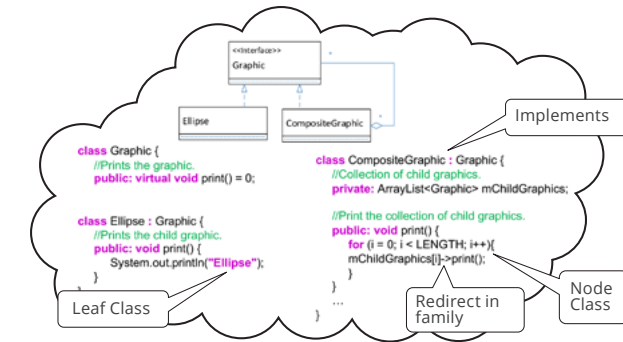 <<Interface>>
Graphic
*
*
Ellipse
CompositeGraphic
Implements
class Graphic {
//Prints the graphic.
public: virtual void print() = 0;
class Ellipse : Graphic {
//Prints the child graphic.
public: void print() {
System.out.println("Ellipse");
}
}
Leaf Class
class CompositeGraphic : Graphic {
//Collection of child graphics.
private: ArrayList<Graphic> mChildGraphics;
//Print the collection of child graphics.
public: void print() {
for (i = 0; i < LENGTH; i++){
mChildGraphics[i]->print();
}
}
...
}
Redirect in
family
Node
Class